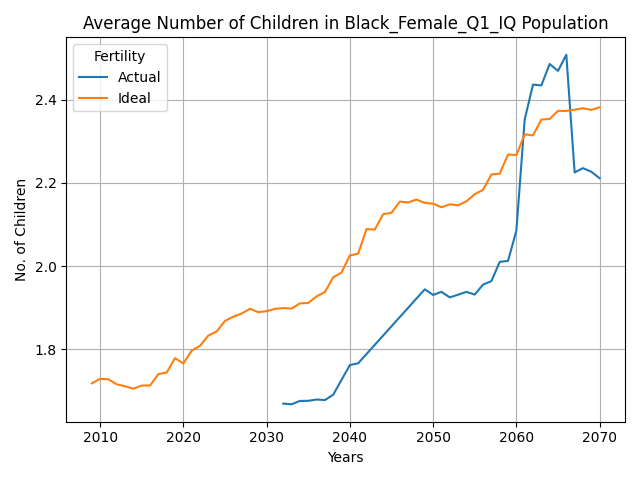 Average Number of Children in Black_Female_Q1_IQ Population
Fertility
Actual
Ideal
No. of Children
2.4
2.2
2.0
1.8
2010 2020 2030 2040 2050 2060 2070
Years